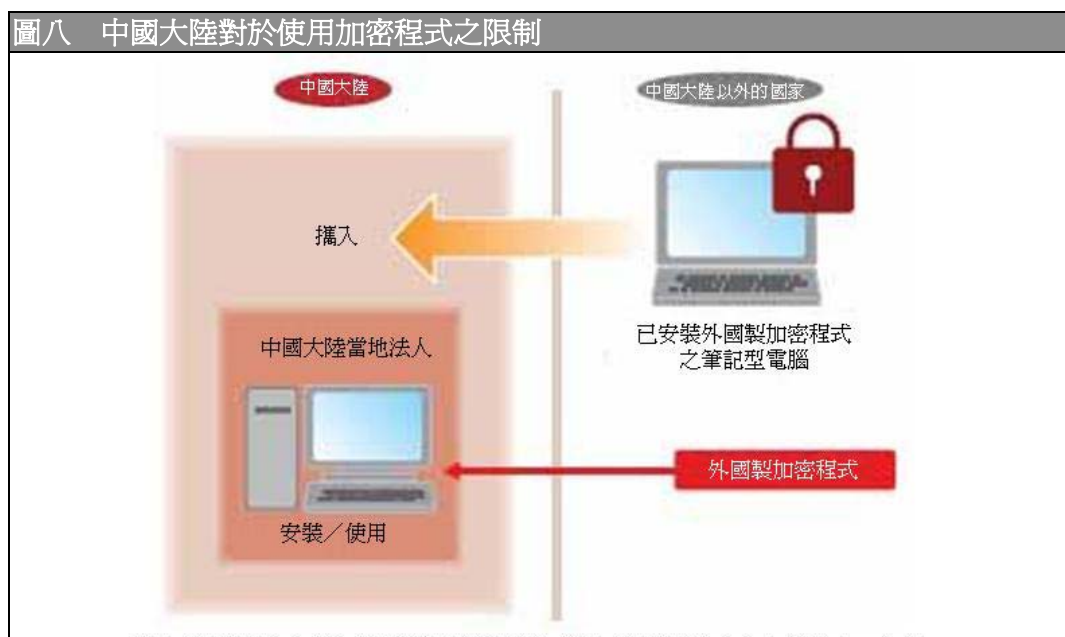 圖八　中國大陸對於使用加密程式之限制
中國大陸
中國大陸以外的國家
攜入
已安裝外國製加密程式
之筆記型電腦
中國大陸當地法人
外國製加密程式
安裝／使用